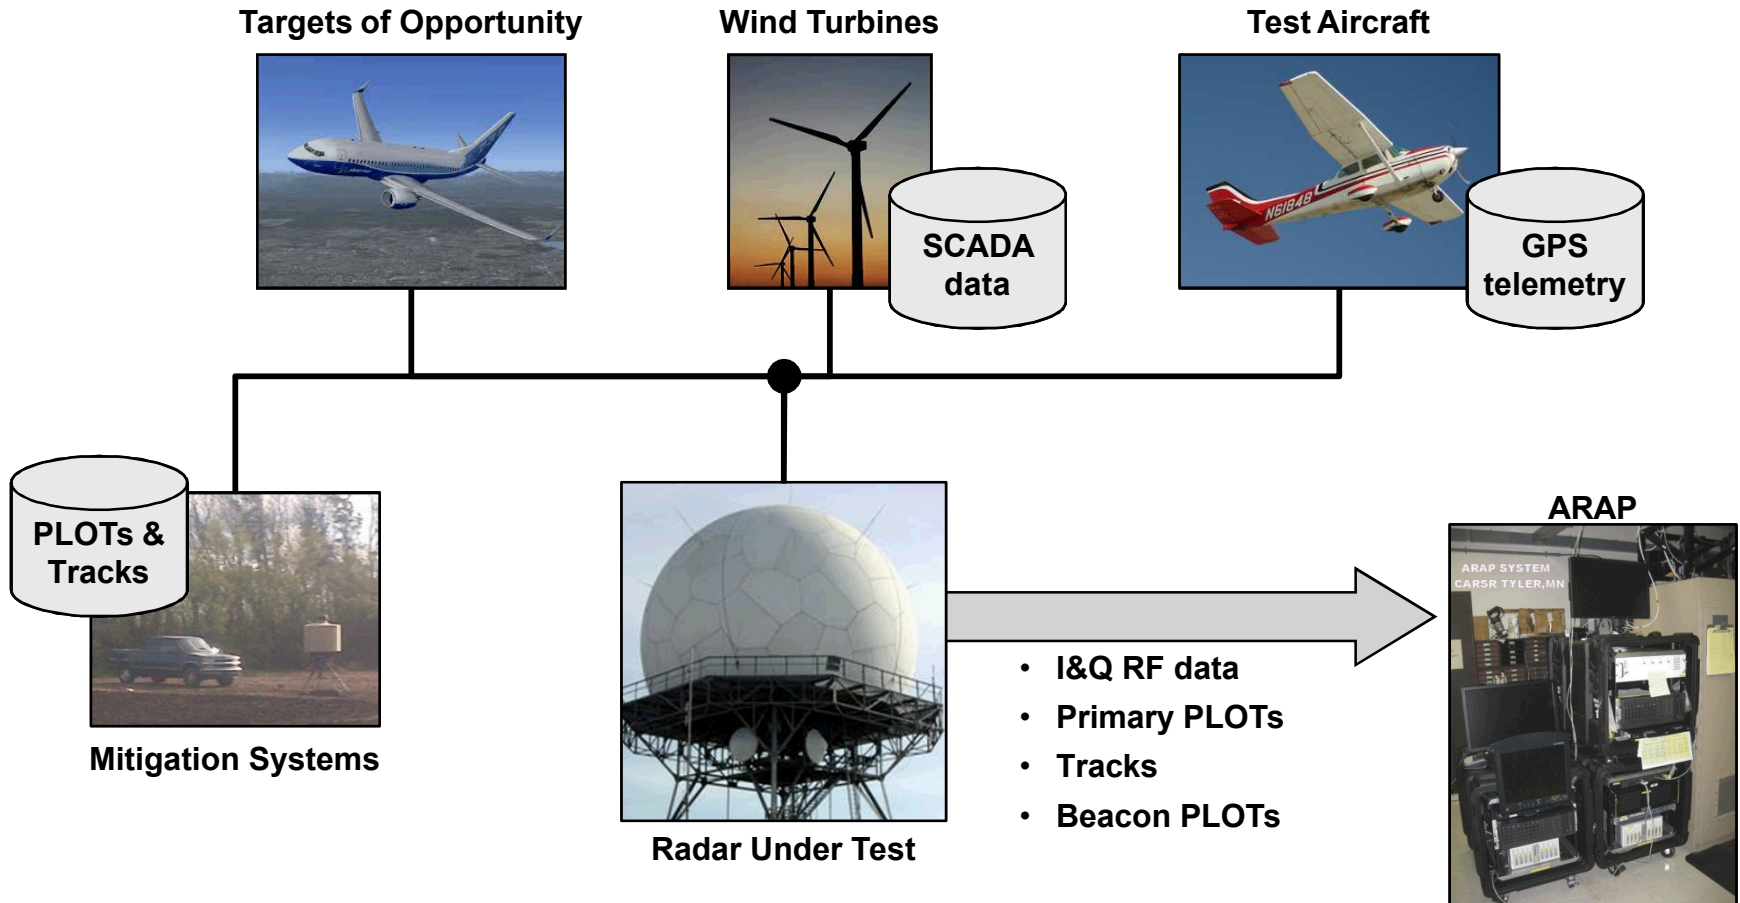 Targets of Opportunity
Wind Turbines
Test Aircraft
N61848
SCADA
data
GPS
telemetry
PLOTs &
Tracks
Mitigation Systems
Radar Under Test
• I&Q RF data
• Primary PLOTs
• Tracks
• Beacon PLOTs
ARAP
ARAP SYSTEM
CARSR TYLER,MN